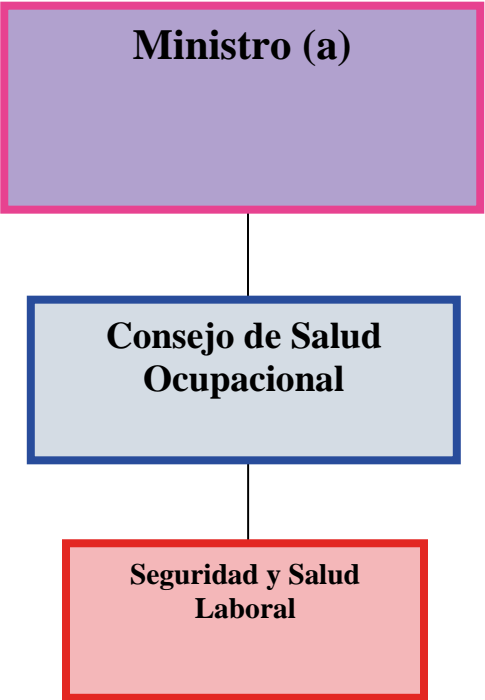 Ministro (a)
Consejo de Salud
Ocupacional
Seguridad y Salud
Laboral